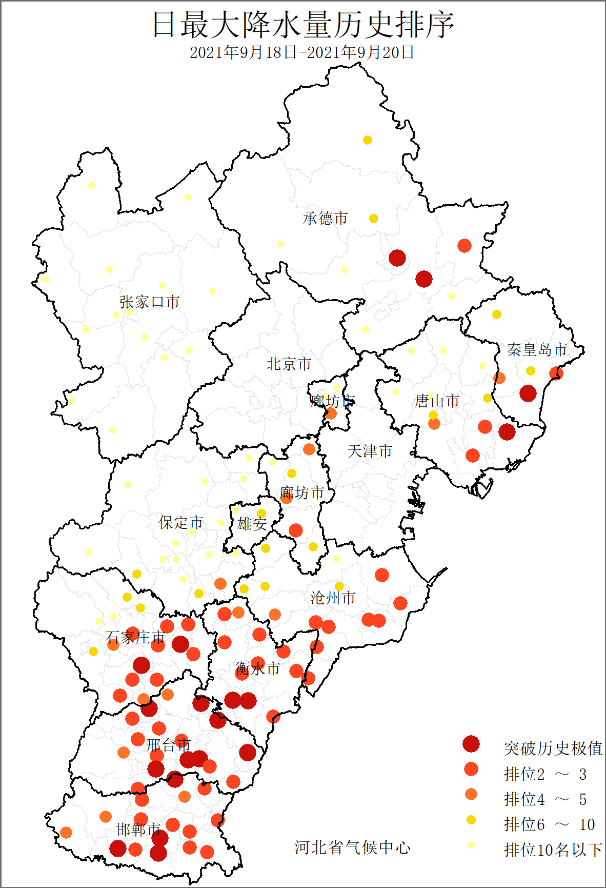 日最大降水量历史排序
2021年9月18日-2021年9月20日
承德市
张家口市
秦皇岛市
北京市
廊坊市
唐山市
天津市
廊坊市
保定市
雄安
沧州市
石家庄市
衡水市
邢台市
邯郸市
突破历史极值
排位2 ~ 3
排位4 ~ 5
排位6 ~ 10
排位10名以下
河北省气候中心